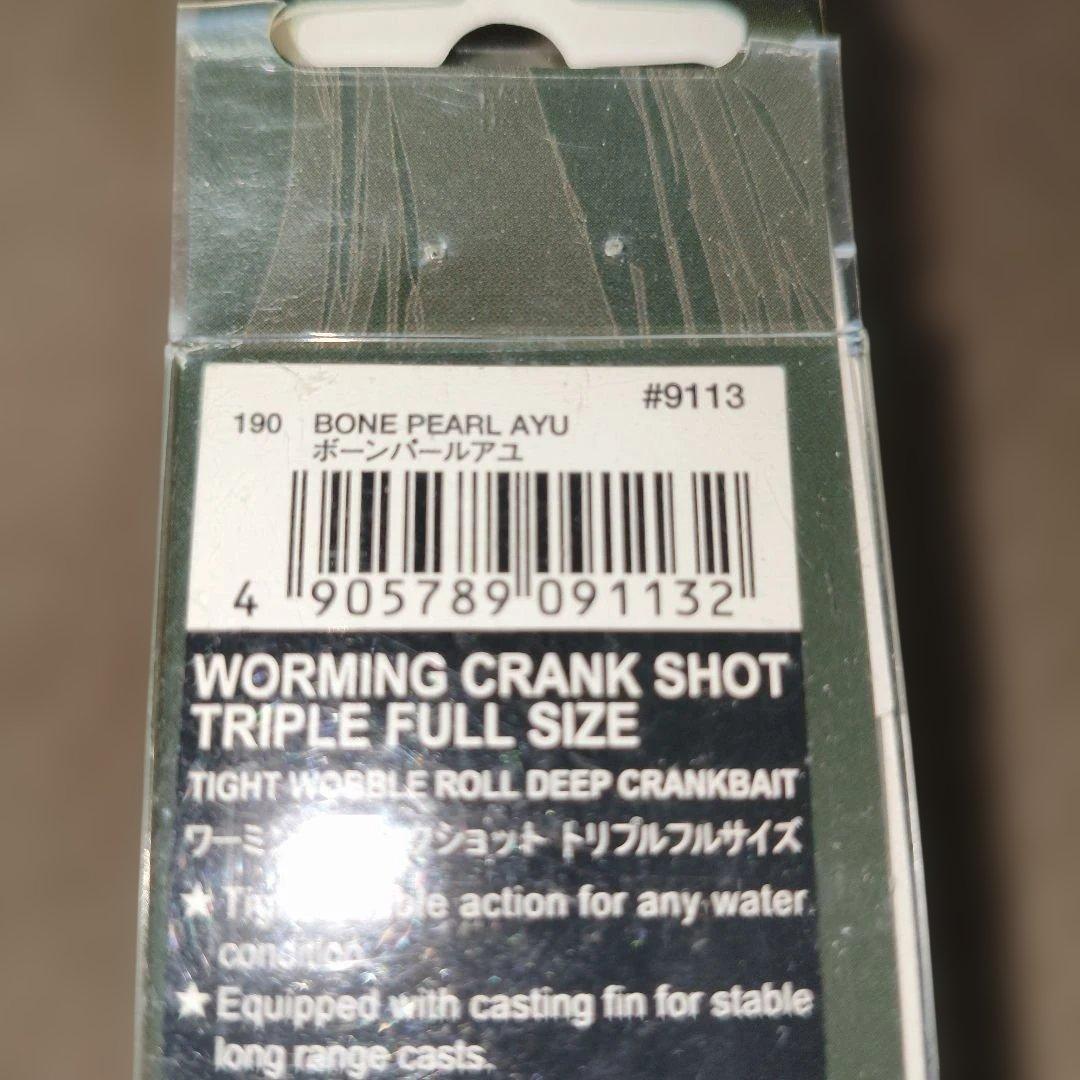 #9113
190 BONE PEARL AYU
ボーンパールアユ
4 905789 091132
WORMING CRANK SHOT
TRIPLE FULL SIZE
TIGHT WOBBLE ROLL DEEP CRANKBAIT
ワーミ クショット トリプルフルサイズ
★ action for any water
condition.
★ Equipped with casting fin for stable
long range casts.